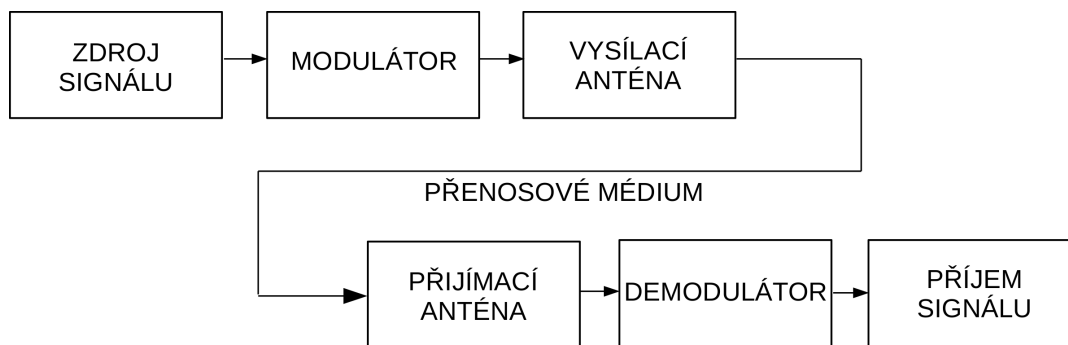 ZDROJ
SIGNÁLU
MODULÁTOR
VYSÍLACÍ
ANTÉNA
PŘENOSOVÉ MÉDIUM
PŘIJÍMACÍ
ANTÉNA
DEMODULÁTOR
PŘÍJEM
SIGNÁLU